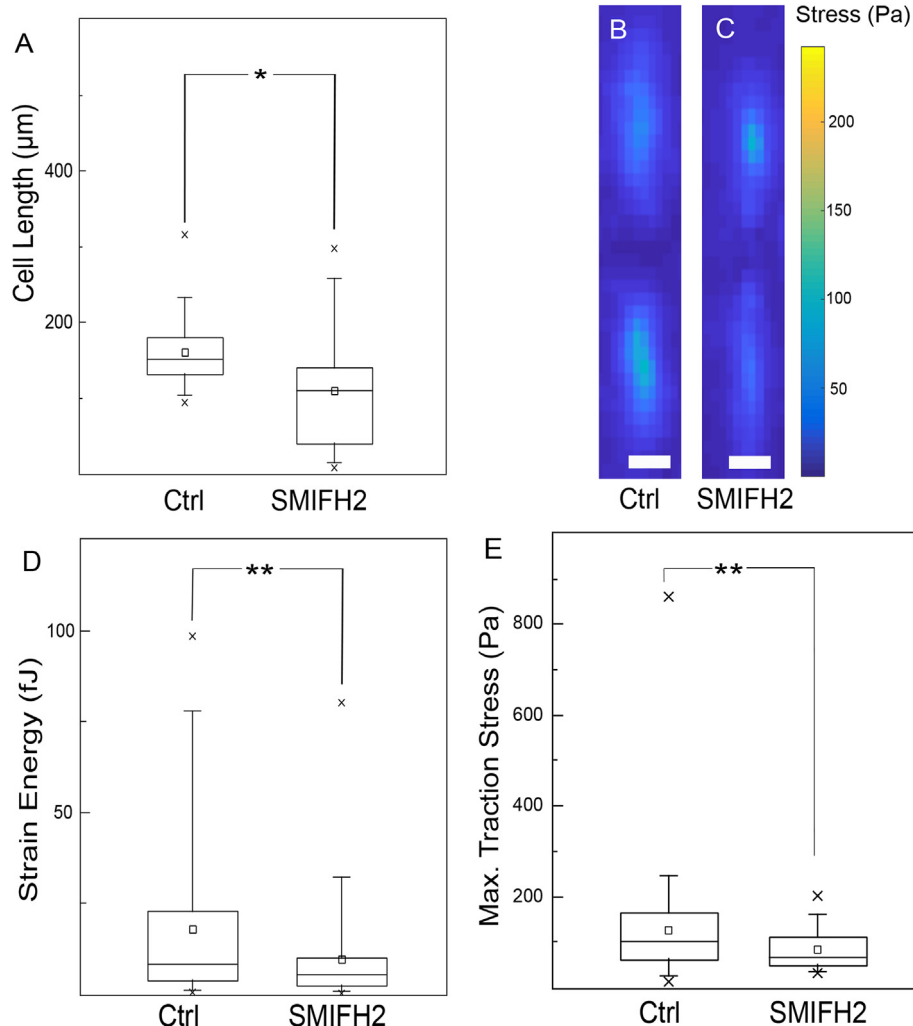 A
Cell Length (µm)
400
200
*
Ctrl
SMIFH2
B
C
Stress (Pa)
200
150
100
50
Ctrl
SMIFH2
D
Strain Energy (fJ)
100
50
**
Ctrl
SMIFH2
E
Max. Traction Stress (Pa)
800
600
400
200
**
Ctrl
SMIFH2